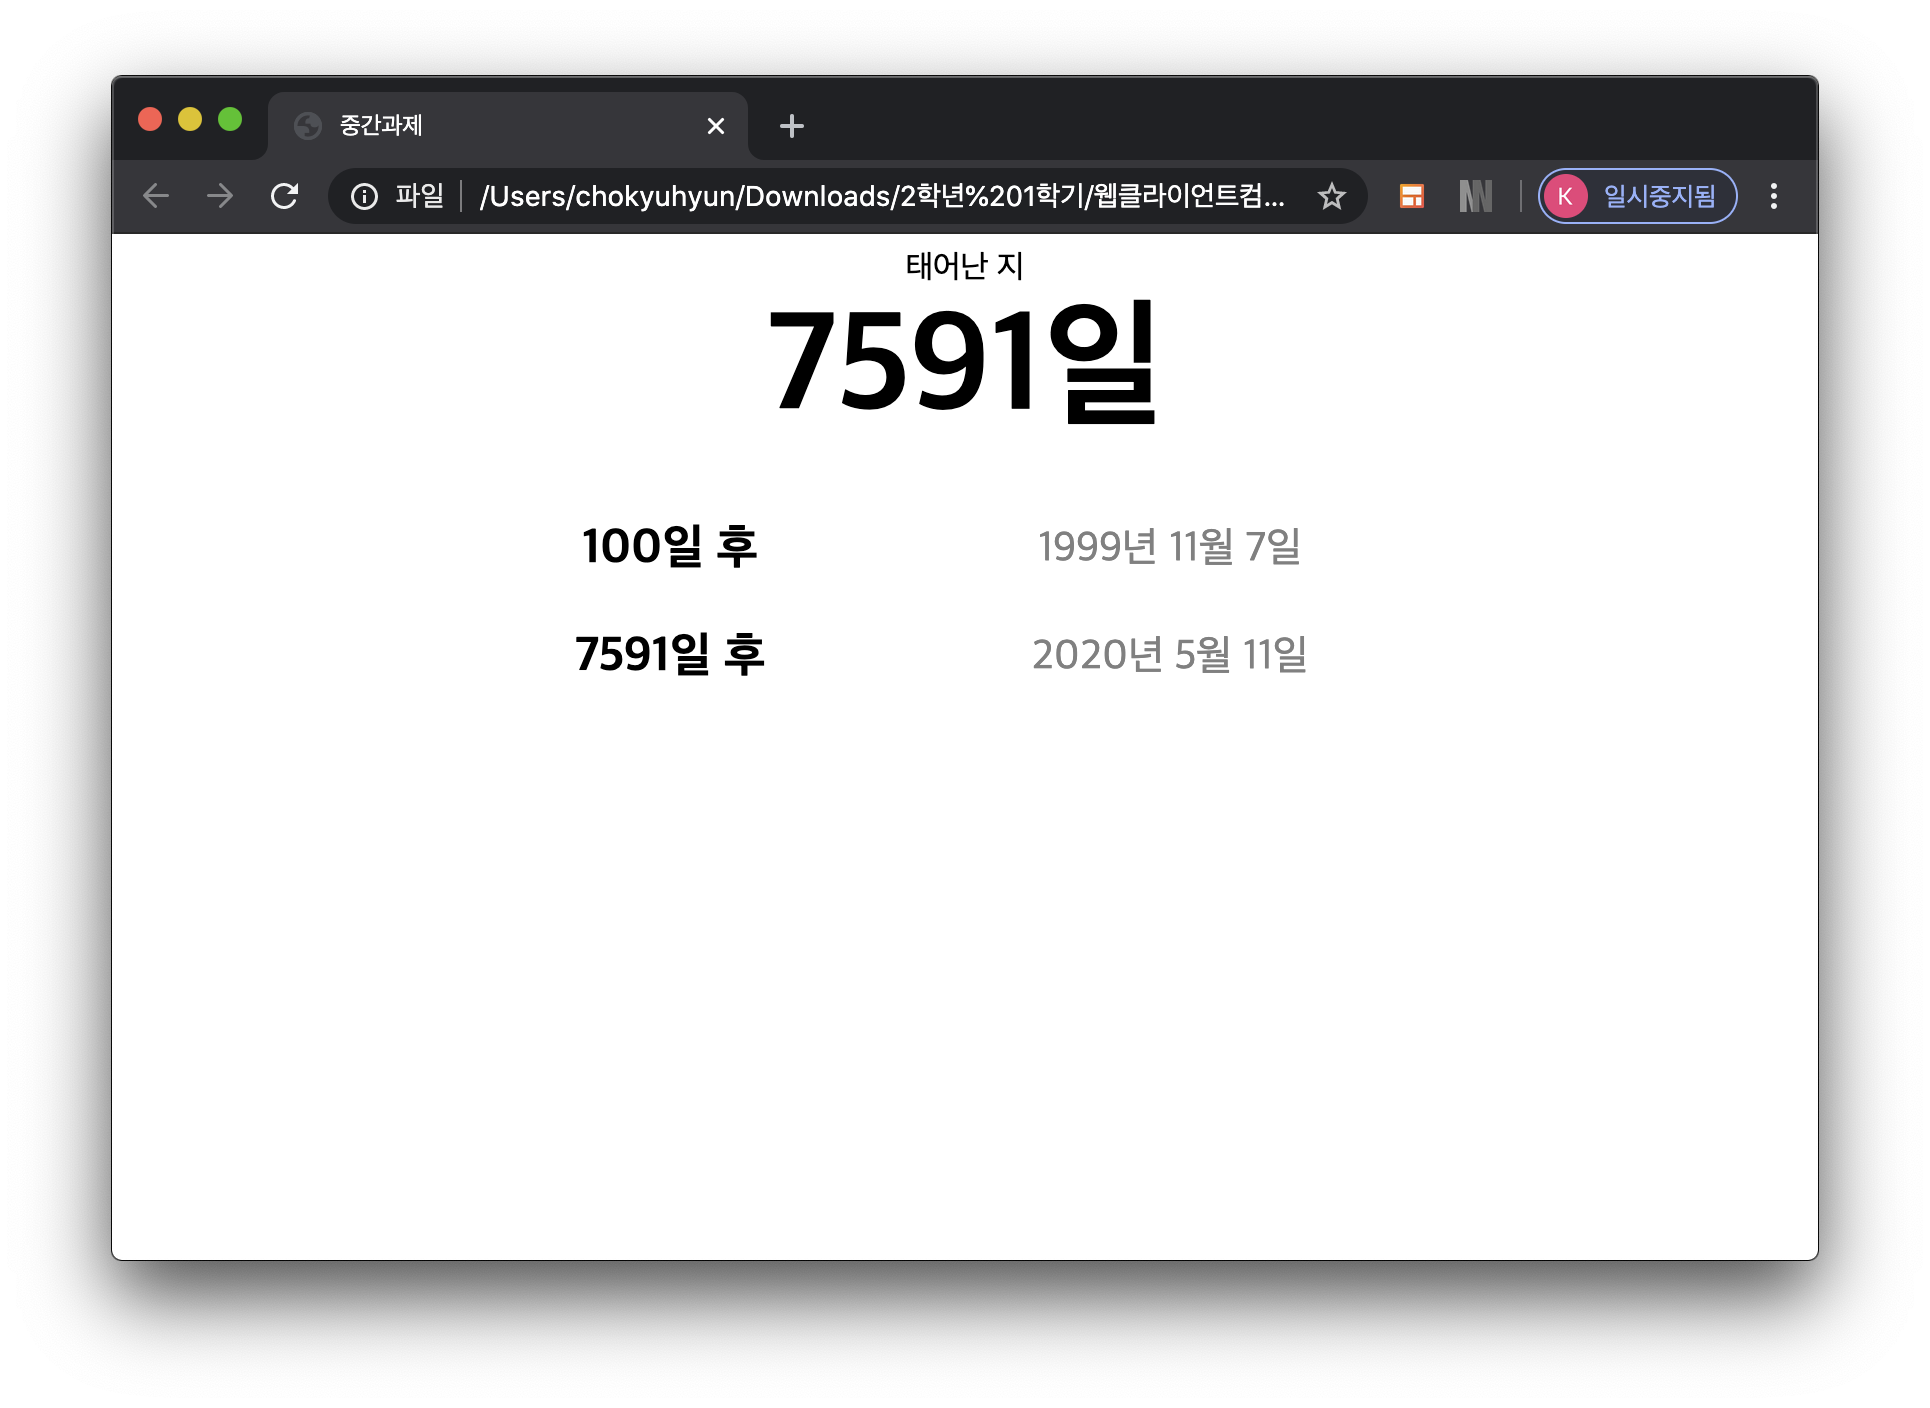 중간과제
파일 /Users/chokyuhyun/Downloads/2학년%201학기/웹클라이언트컴... K 일시중지됨
태어난 지
7591일
100일 후 1999년 11월 7일
7591일 후 2020년 5월 11일